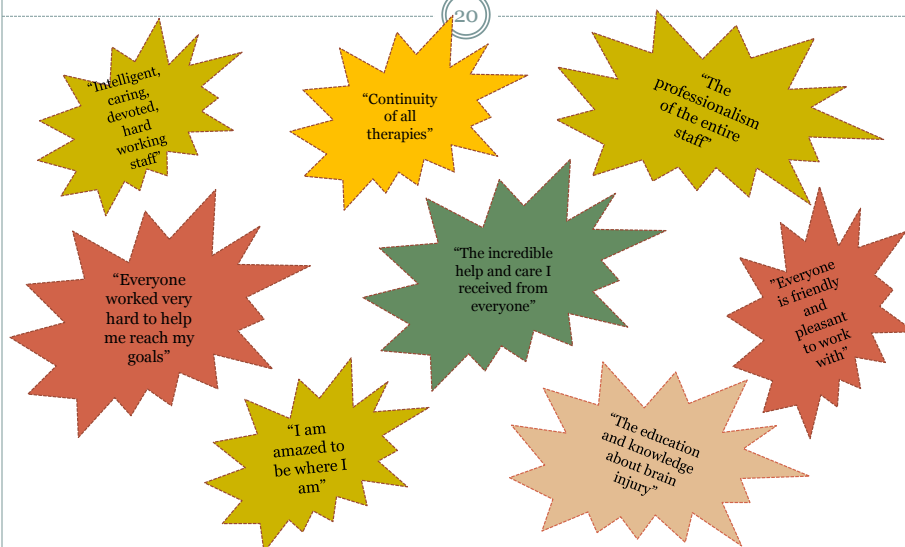 20
“Intelligent,
caring,
devoted,
hard
working
staff”
“Continuity
of all
therapies”
“The
professionalism
of the entire
staff”
“Everyone
worked very
hard to help
me reach my
goals”
“The incredible
help and care I
received from
everyone”
”Everyone
is friendly
and
pleasant
to work
with”
“I am
amazed to
be where I
am”
“The education
and knowledge
about brain
injury”